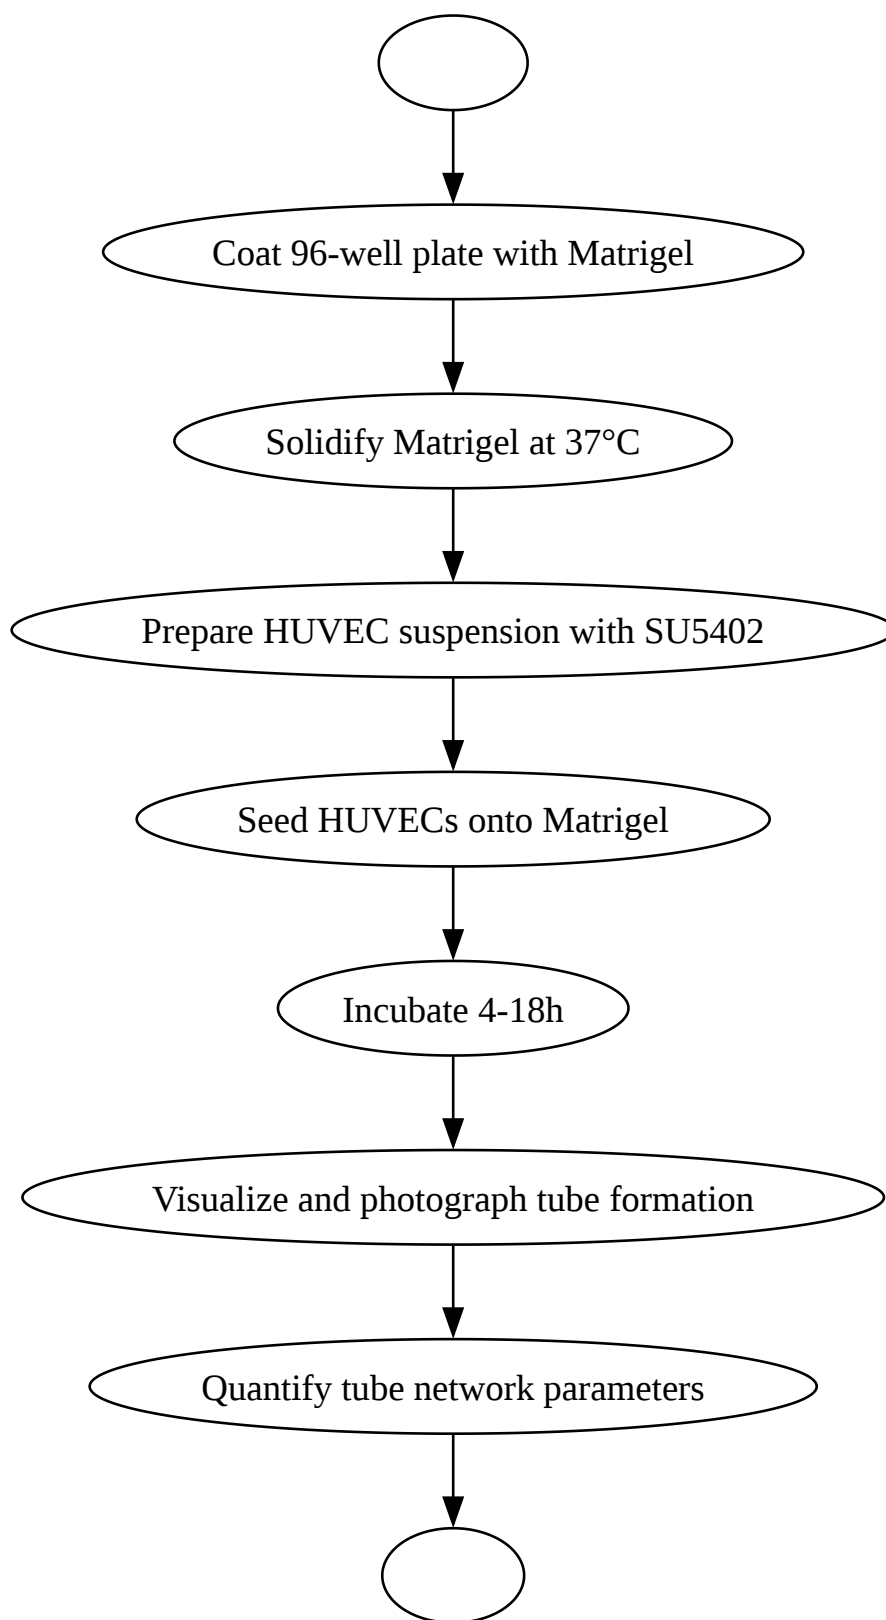 Coat 96-well plate with Matrigel
Solidify Matrigel at 37°C
Prepare HUVEC suspension with SU5402
Seed HUVECs onto Matrigel
Incubate 4-18h
Visualize and photograph tube formation
Quantify tube network parameters